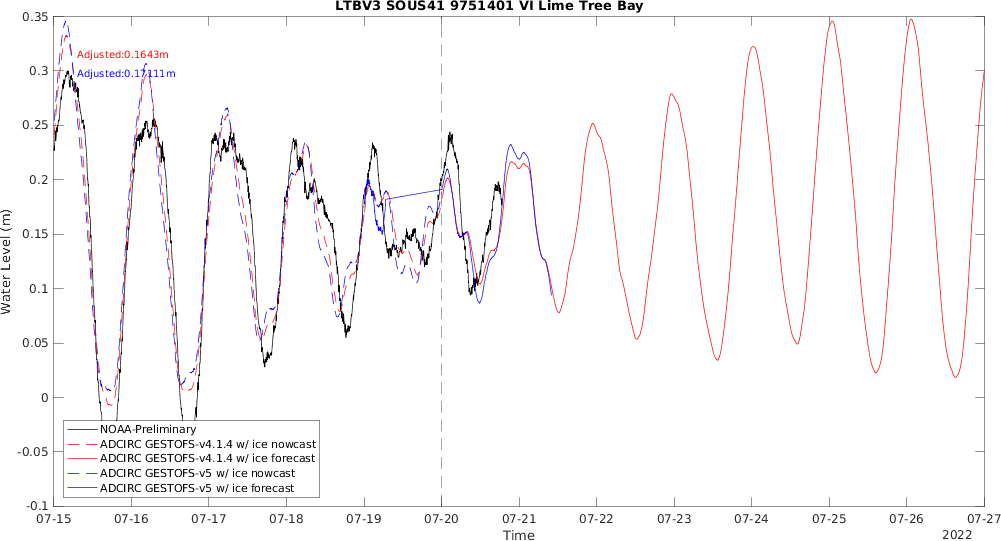 LTBV3 SOUS41 9751401 VI Lime Tree Bay
0.35
0.3
0.25
0.2
0.15
0.1
0.05
0
-0.05
-0.1
Water Level (m)
Adjusted:0.1643m
Adjusted:0.17111m
NOAA-Preliminary
ADCIRC GESTOFS-v4.1.4 w/ ice nowcast
ADCIRC GESTOFS-v4.1.4 w/ ice forecast
ADCIRC GESTOFS-v5 w/ ice nowcast
ADCIRC GESTOFS-v5 w/ ice forecast
07-15 07-16 07-17 07-18 07-19 07-20 07-21 07-22 07-23 07-24 07-25 07-26 07-27
Time
2022